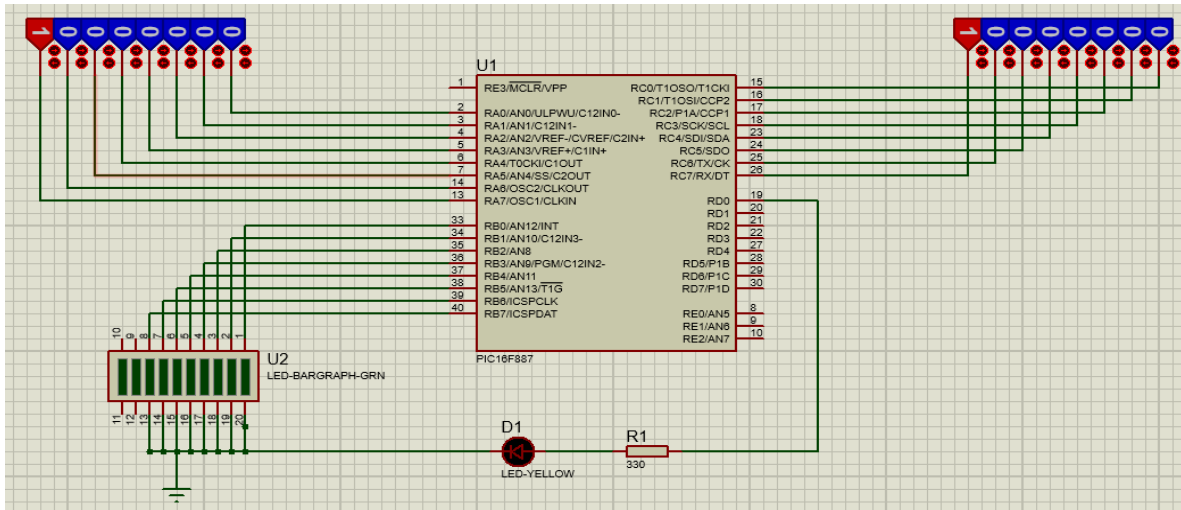 1 0 0 0 0 0 0 0
1 0 0 0 0 0 0 0
U1
1 RE3/MCLR/VPP
2 RA0/AN0/ULPWU/C12IN0-
3 RA1/AN1/C12IN1-
4 RA2/AN2/VREF-/CVREF/C2IN+
5 RA3/AN3/VREF+/C1IN+
6 RA4/T0CKI/C1OUT
7 RA5/AN4/SS/C2OUT
14 RA6/OSC2/CLKOUT
13 RA7/OSC1/CLKIN
33 RB0/AN12/INT
34 RB1/AN10/C12IN3-
35 RB2/AN8
36 RB3/AN9/PGM/C12IN2-
37 RB4/AN11
38 RB5/AN13/T1G
39 RB6/ICSPCLK
40 RB7/ICSPDAT
RC0/T1OSO/T1CKI 15
RC1/T1OSI/CCP2 16
RC2/P1A/CCP1 17
RC3/SCK/SCL 18
RC4/SDI/SDA 23
RC5/SDO 24
RC6/TX/CK 25
RC7/RX/DT 26
RD0 19
RD1 20
RD2 21
RD3 22
RD4 27
RD5/P1B 28
RD6/P1C 29
RD7/P1D 30
RE0/AN5 8
RE1/AN6 9
RE2/AN7 10
PIC16F887
10 9 8 7 6 5 4 3 2 1
U2
LED-BARGRAPH-GRN
11 12 13 14 15 16 17 18 19 20
D1
LED-YELLOW
R1
330